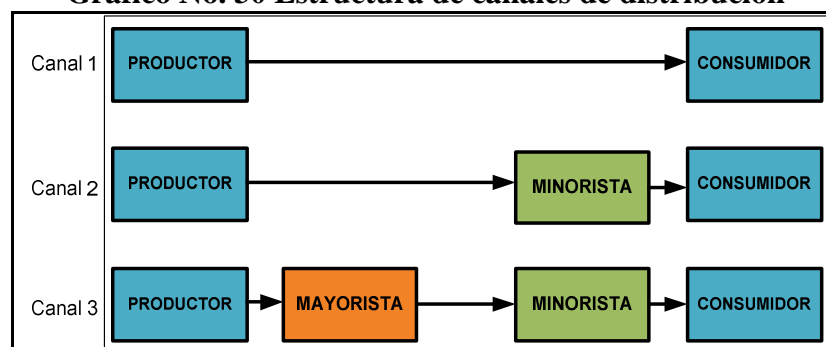 Gráfico No. 30 Estructura de canales de distribución
Canal 1 PRODUCTOR CONSUMIDOR
Canal 2 PRODUCTOR MINORISTA CONSUMIDOR
Canal 3 PRODUCTOR MAYORISTA MINORISTA CONSUMIDOR